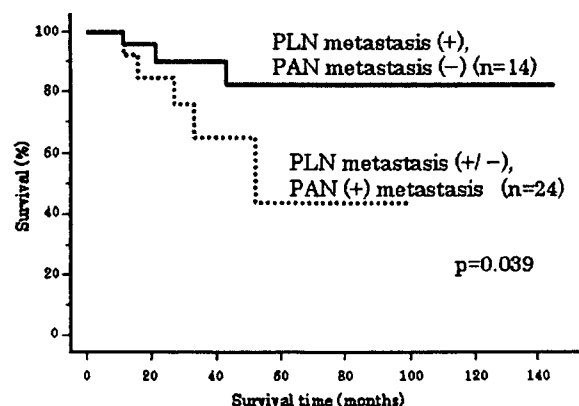 100
80
60
40
20
0
Survival (%)
PLN metastasis (+),
PAN metastasis (-) (n=14)
PLN metastasis (+/-),
PAN (+) metastasis (n=24)
p=0.039
0 20 40 60 80 100 120 140
Survival time (months)